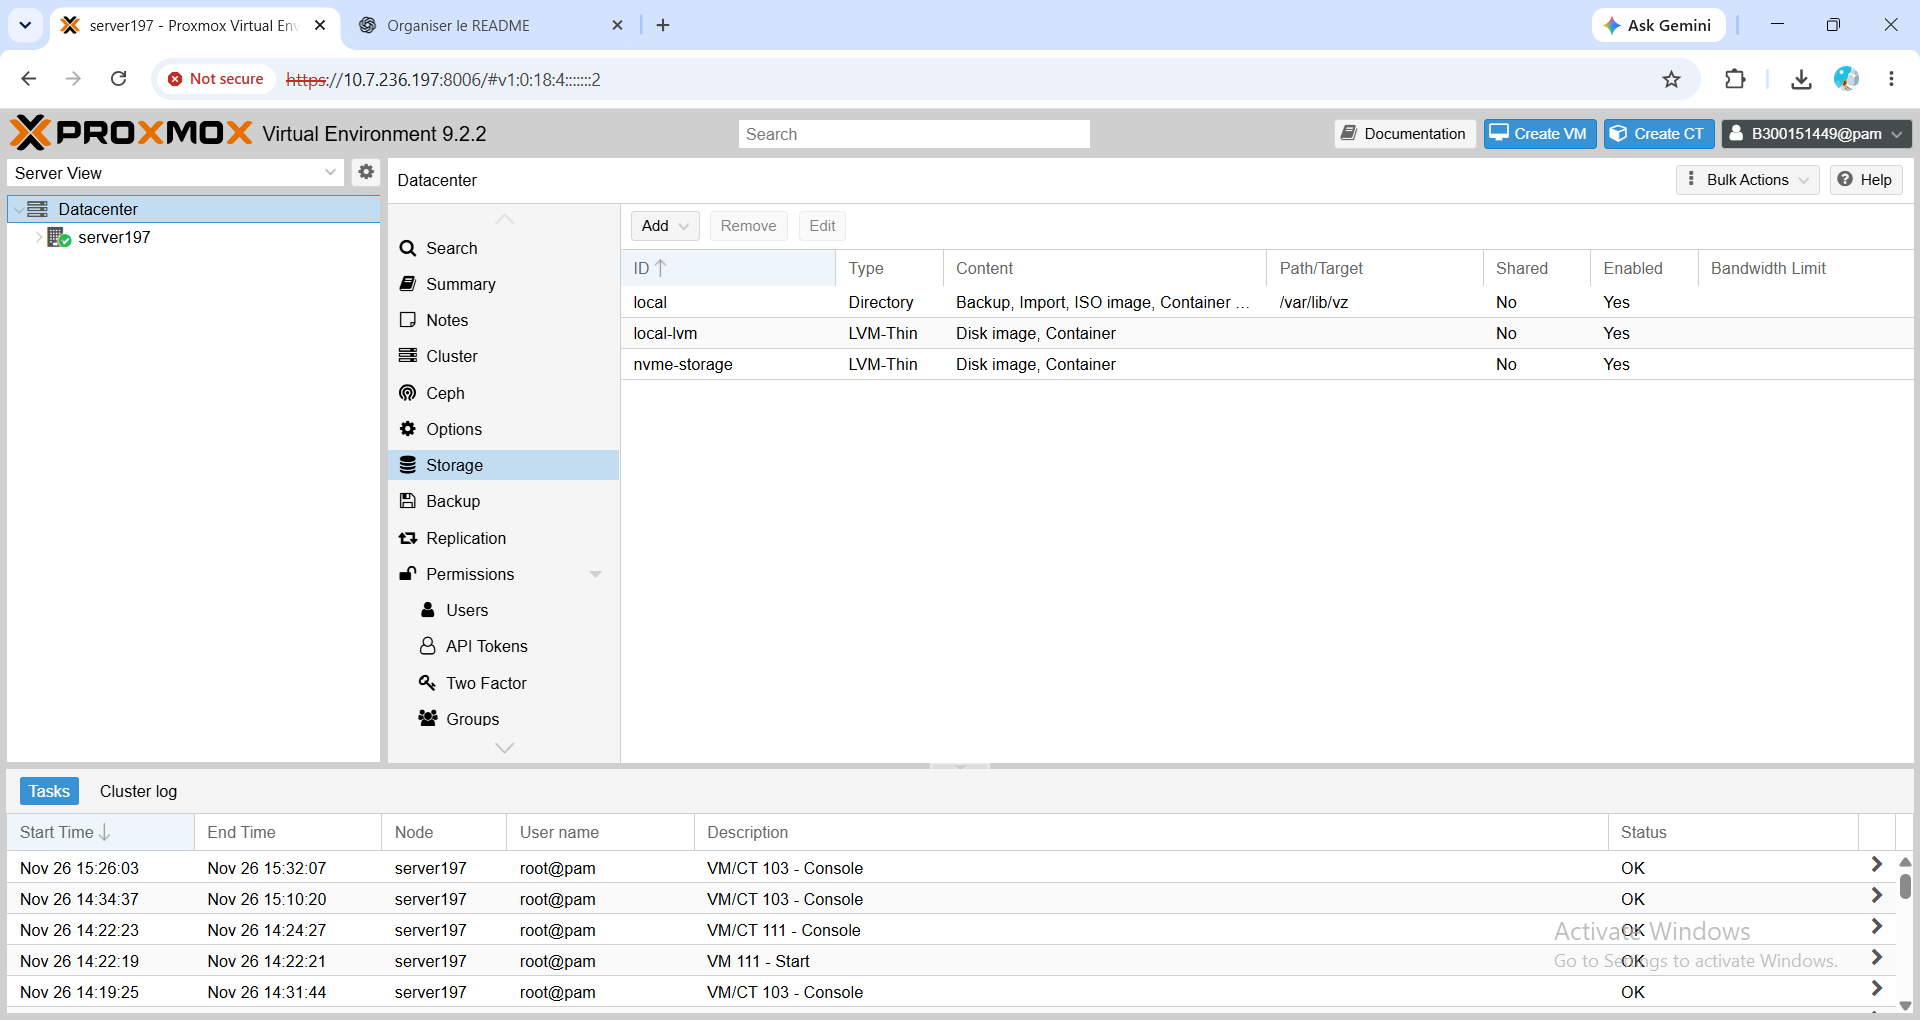 server197 - Proxmox Virtual En
Organiser le README
Ask Gemini
Not secure
https://10.7.236.197:8006/#v1:0:18:4:::::::2
PROXMOX Virtual Environment 9.2.2
Search
Documentation
Create VM
Create CT
B300151449@pam
Server View
Datacenter
server197
Datacenter
Bulk Actions
Help
Search
Summary
Notes
Cluster
Ceph
Options
Storage
Backup
Replication
Permissions
Users
API Tokens
Two Factor
Groups
Add Remove Edit
ID Type Content Path/Target Shared Enabled Bandwidth Limit
local Directory Backup, Import, ISO image, Container ... /var/lib/vz No Yes
local-lvm LVM-Thin Disk image, Container No Yes
nvme-storage LVM-Thin Disk image, Container No Yes
Tasks Cluster log
Start Time End Time Node User name Description Status
Nov 26 15:26:03 Nov 26 15:32:07 server197 root@pam VM/CT 103 - Console OK
Nov 26 14:34:37 Nov 26 15:10:20 server197 root@pam VM/CT 103 - Console OK
Nov 26 14:22:23 Nov 26 14:24:27 server197 root@pam VM/CT 111 - Console OK
Nov 26 14:22:19 Nov 26 14:22:21 server197 root@pam VM 111 - Start OK
Nov 26 14:19:25 Nov 26 14:31:44 server197 root@pam VM/CT 103 - Console OK
Activate Windows
Go to Settings to activate Windows.